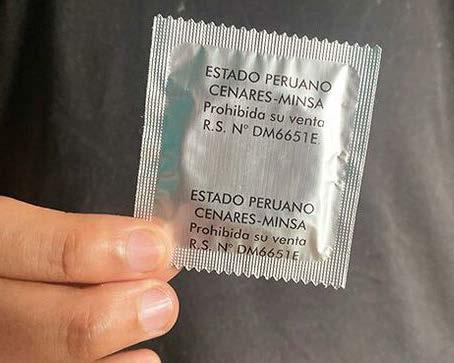 ESTADO PERUANO
CENARES-MINSA
Prohibida su venta
R.S. N° DM6651E
ESTADO PERUANO
CENARES-MINSA
Prohibida su venta
R.S. N° DM6651E